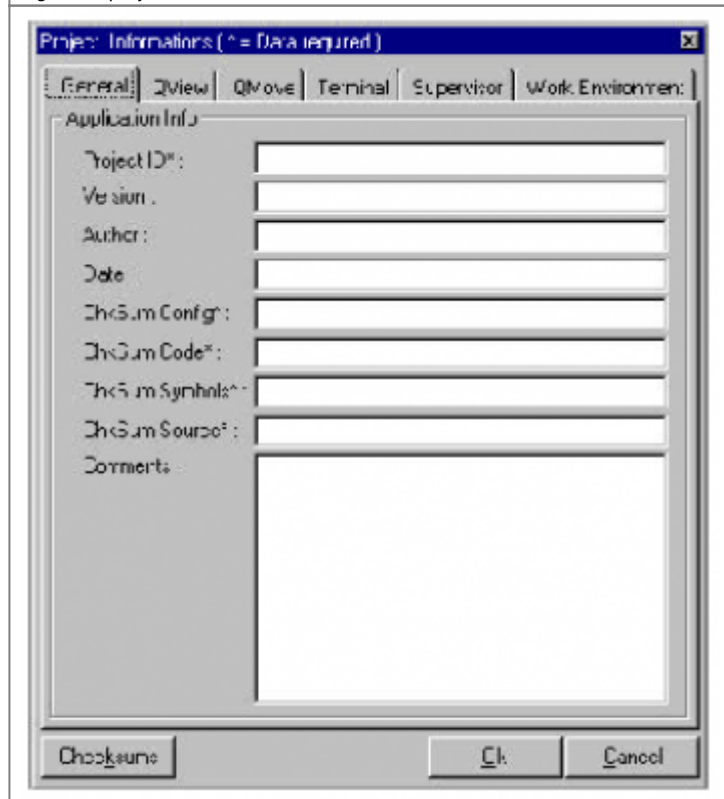 Project Informations ( * = Data required )
General QView QMove Terminal Supervisor Work Environment
Application Info
Project ID* :
Version :
Author :
Date
ChkSum Config* :
ChkSum Code* :
ChkSum Symbols* :
ChkSum Source* :
Comments
Checksums Ok Cancel